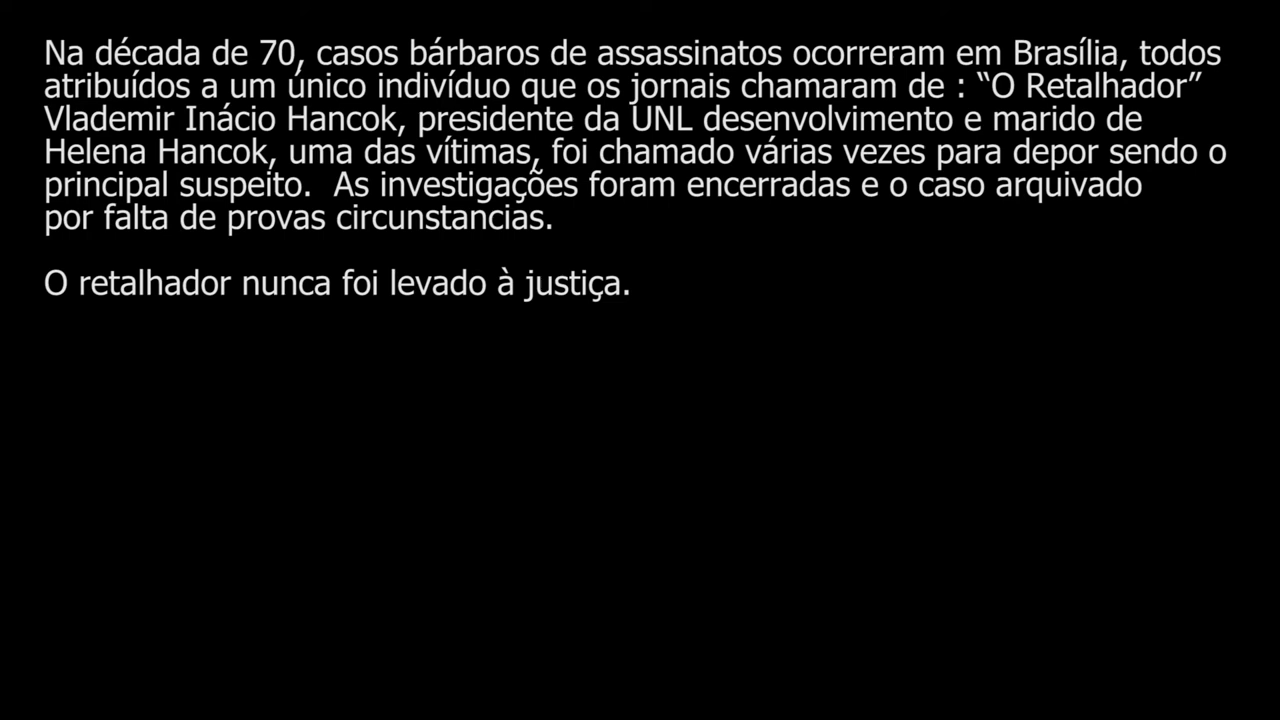 Na década de 70, casos bárbaros de assassinatos ocorreram em Brasília, todos
atribuídos a um único indivíduo que os jornais chamaram de : “O Retalhador”
Vlademir Inácio Hancok, presidente da UNL desenvolvimento e marido de
Helena Hancok, uma das vítimas, foi chamado várias vezes para depor sendo o
principal suspeito.  As investigações foram encerradas e o caso arquivado
por falta de provas circunstancias.
O retalhador nunca foi levado à justiça.